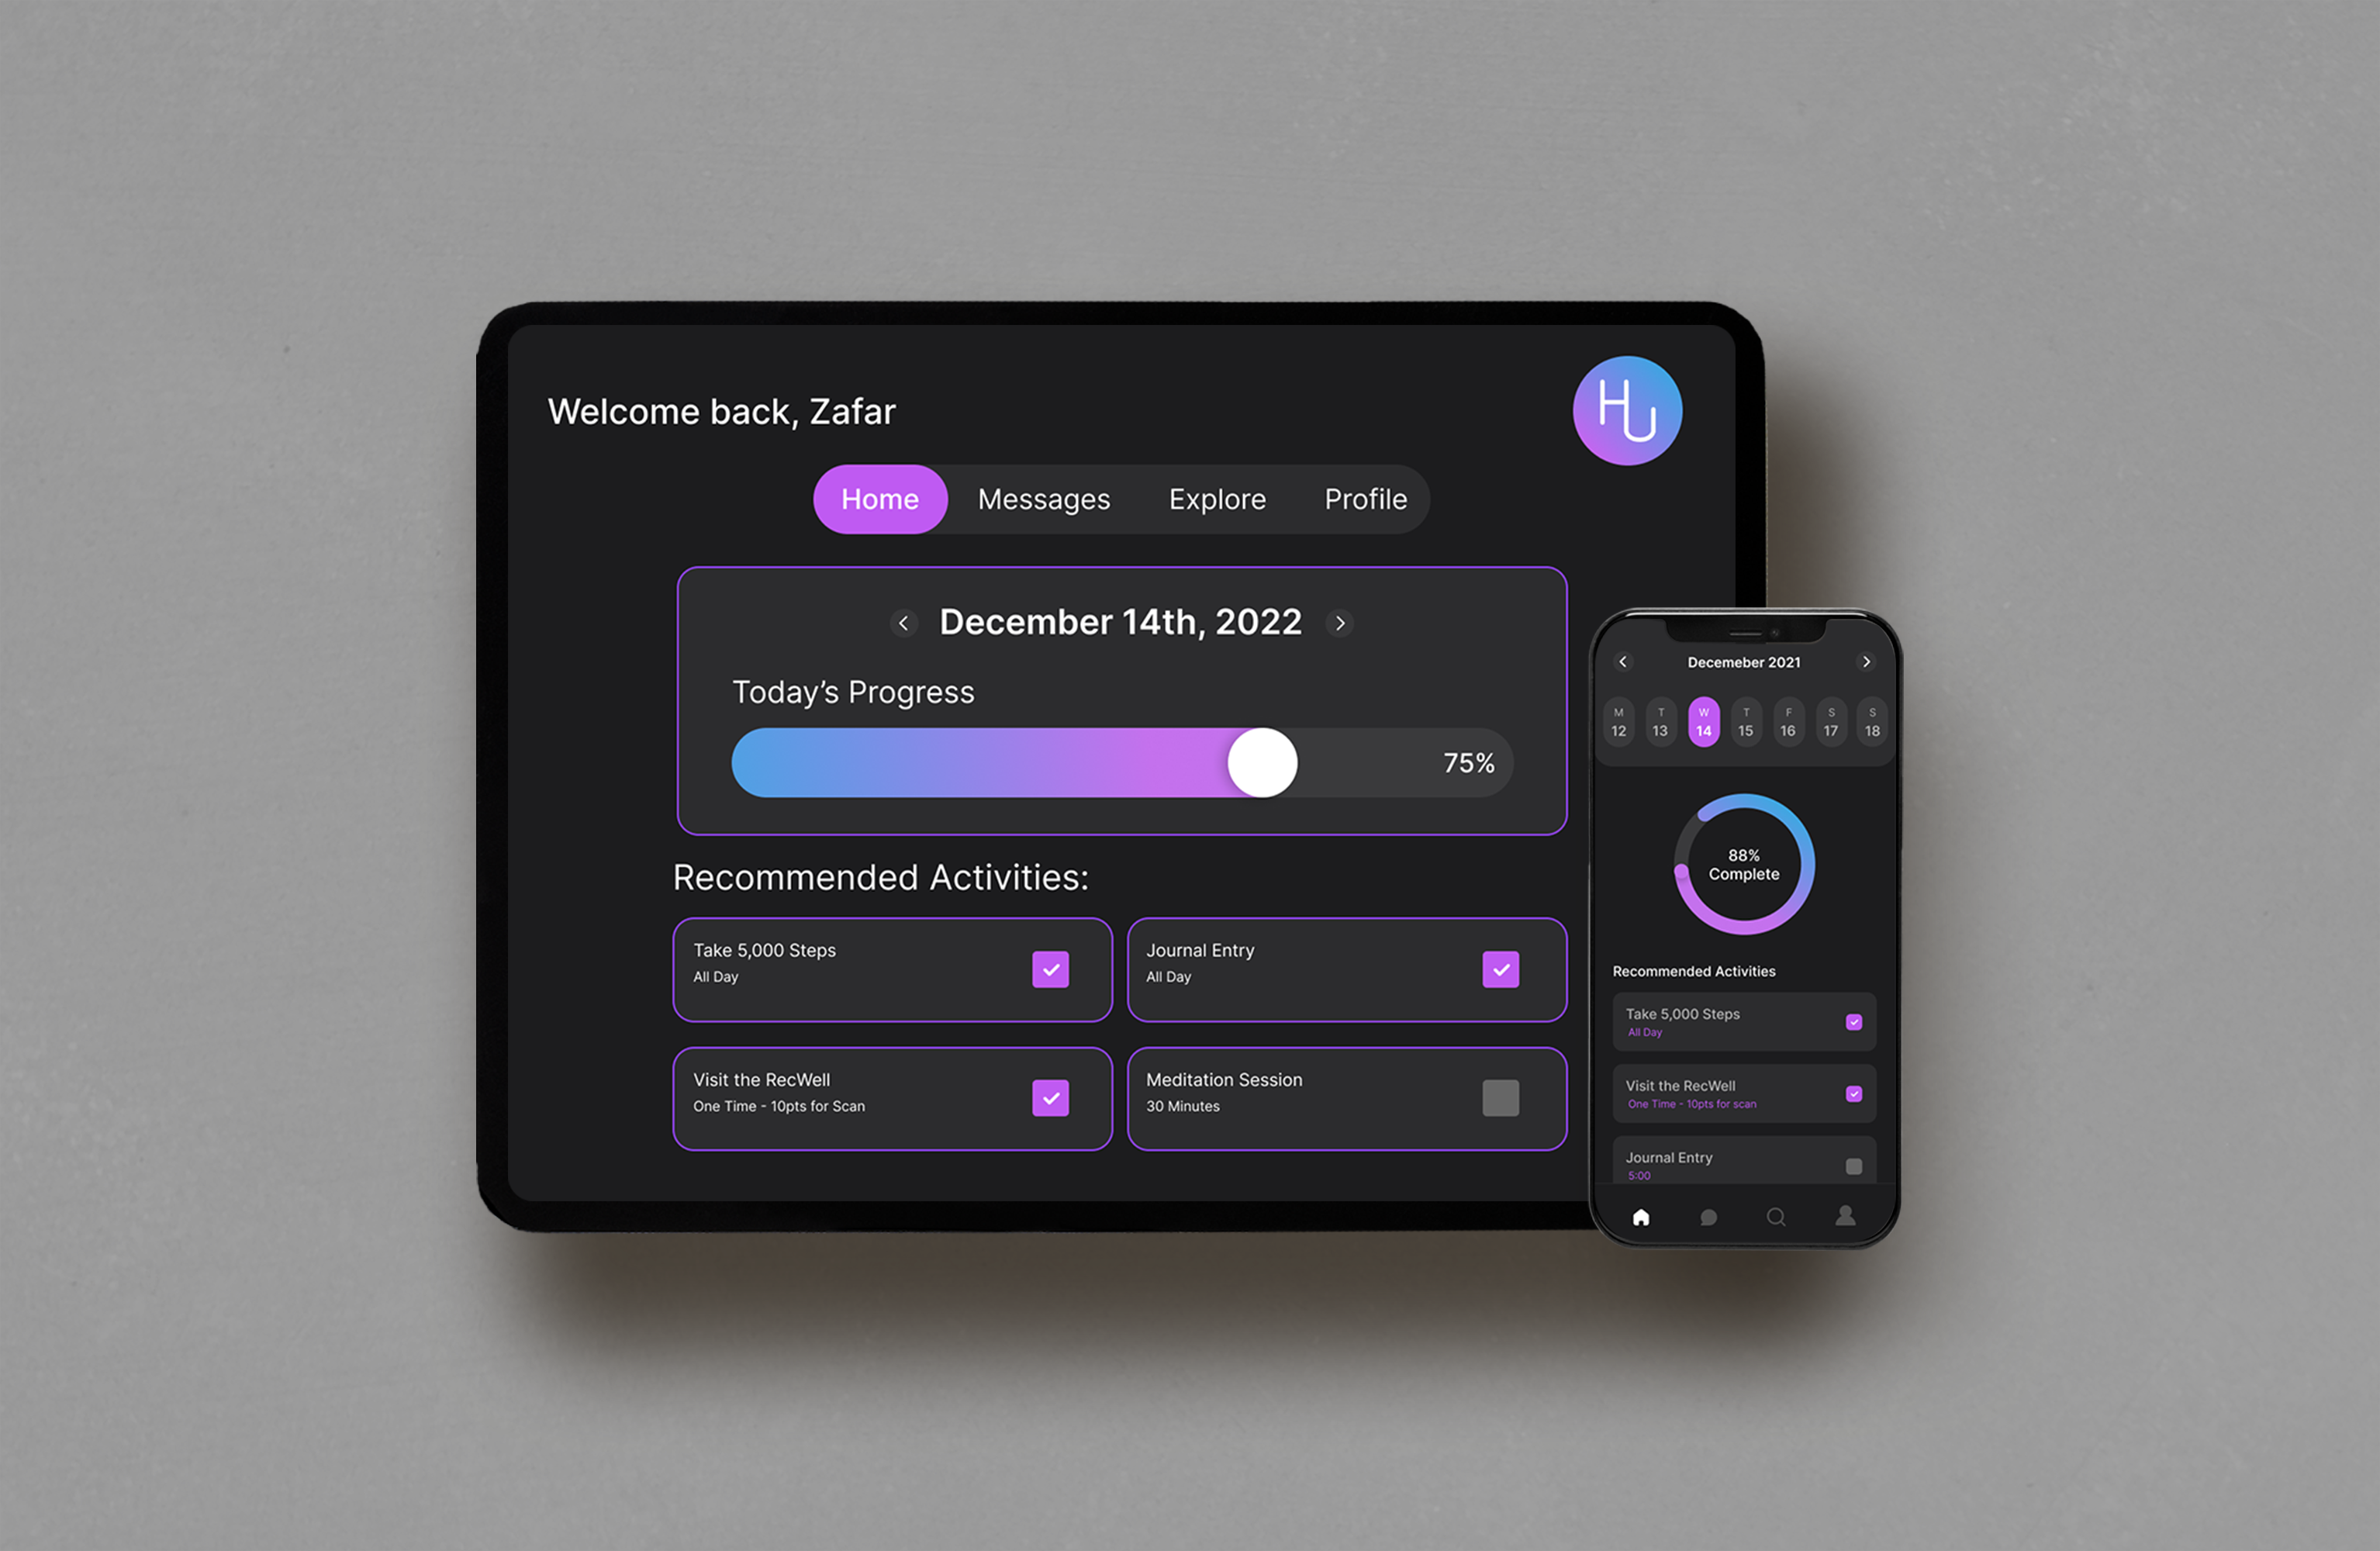 Welcome back, Zafar
HU
Home Messages Explore Profile
December 14th, 2022
Today’s Progress
75%
Recommended Activities:
Take 5,000 Steps
All Day
Journal Entry
All Day
Visit the RecWell
One Time - 10pts for Scan
Meditation Session
30 Minutes
Decemeber 2021
M T W T F S S
12 13 14 15 16 17 18
88%
Complete
Recommended Activities
Take 5,000 Steps
All Day
Visit the RecWell
One Time - 10pts for scan
Journal Entry
5:00